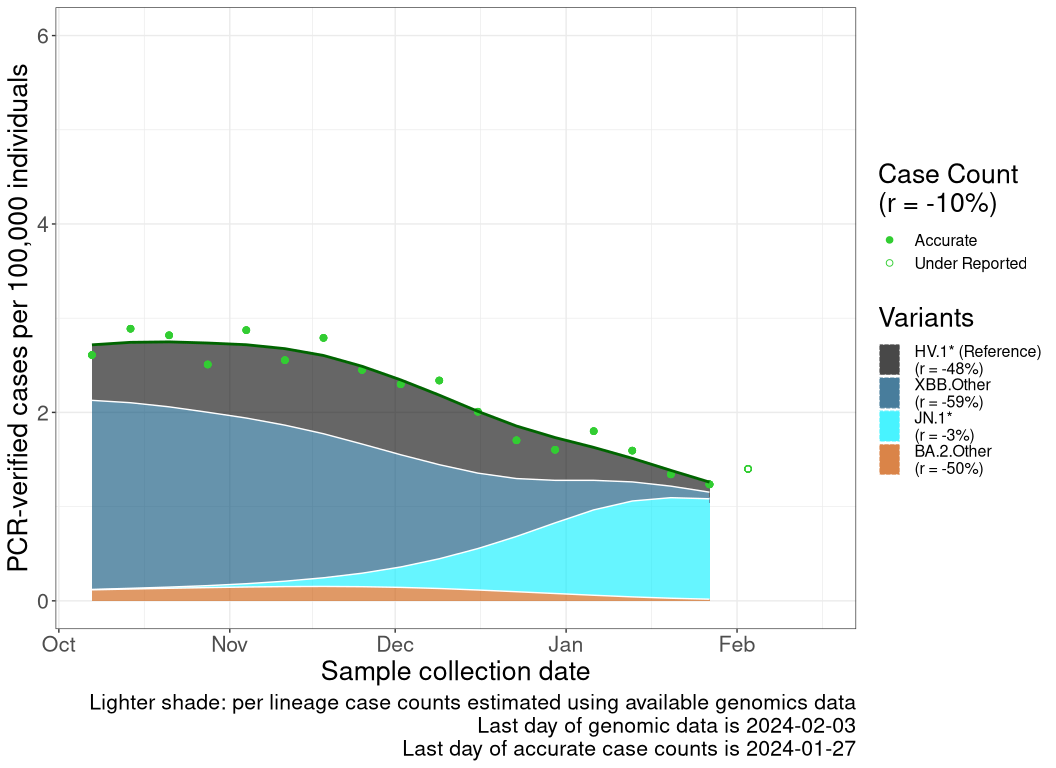 PCR-verified cases per 100,000 individuals
6
4
2
0
Oct
Nov
Dec
Jan
Feb
Sample collection date
Lighter shade: per lineage case counts estimated using available genomics data
Last day of genomic data is 2024-02-03
Last day of accurate case counts is 2024-01-27
Case Count
(r = -10%)
Accurate
Under Reported
Variants
HV.1* (Reference)
(r = -48%)
XBB.Other
(r = -59%)
JN.1*
(r = -3%)
BA.2.Other
(r = -50%)